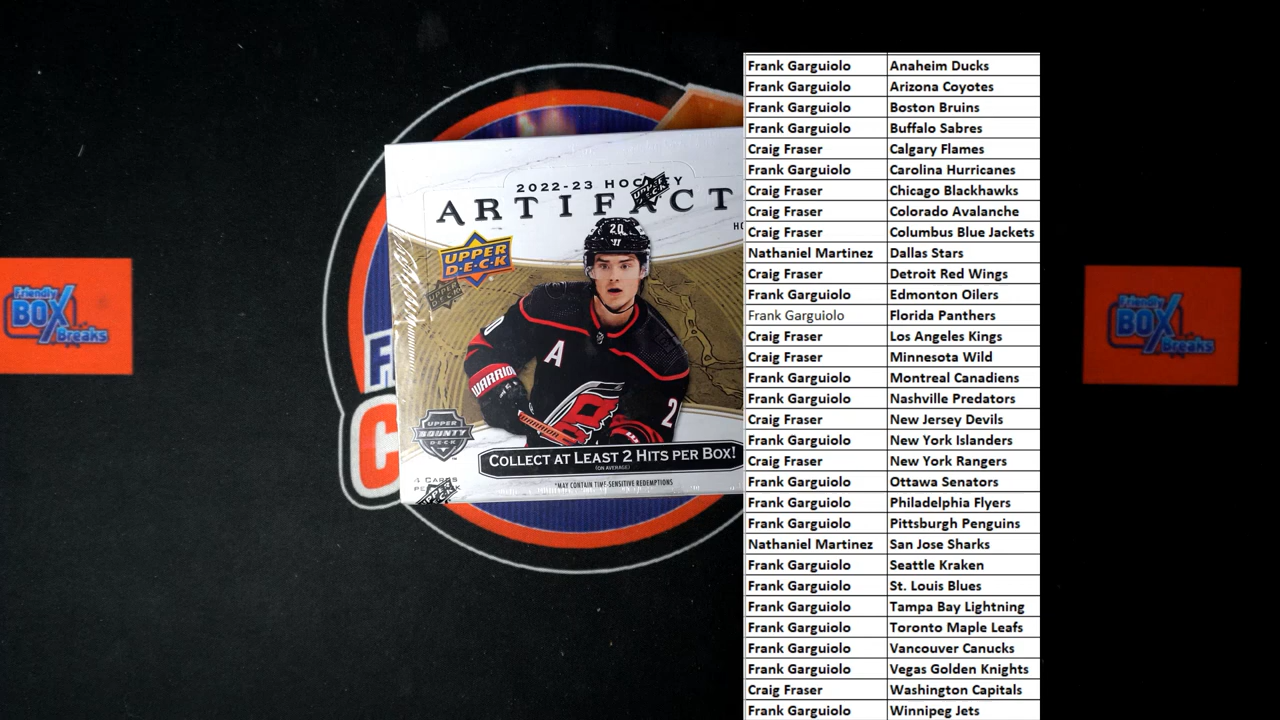 Friendly
BOX
Breaks
2022-23 HOCKEY
ARTIFACT
UPPER
D·E·C·K
20
A
20
WARRIOR
2
UPPER
BOUNTY
DECK
COLLECT AT LEAST 2 HITS PER BOX!
(ON AVERAGE)
*MAY CONTAIN TIME-SENSITIVE REDEMPTIONS
4 CARDS
F
C
Frank Garguiolo Anaheim Ducks
Frank Garguiolo Arizona Coyotes
Frank Garguiolo Boston Bruins
Frank Garguiolo Buffalo Sabres
Craig Fraser Calgary Flames
Frank Garguiolo Carolina Hurricanes
Craig Fraser Chicago Blackhawks
Craig Fraser Colorado Avalanche
Craig Fraser Columbus Blue Jackets
Nathaniel Martinez Dallas Stars
Craig Fraser Detroit Red Wings
Frank Garguiolo Edmonton Oilers
Frank Garguiolo Florida Panthers
Craig Fraser Los Angeles Kings
Craig Fraser Minnesota Wild
Frank Garguiolo Montreal Canadiens
Frank Garguiolo Nashville Predators
Craig Fraser New Jersey Devils
Frank Garguiolo New York Islanders
Craig Fraser New York Rangers
Frank Garguiolo Ottawa Senators
Frank Garguiolo Philadelphia Flyers
Frank Garguiolo Pittsburgh Penguins
Nathaniel Martinez San Jose Sharks
Frank Garguiolo Seattle Kraken
Frank Garguiolo St. Louis Blues
Frank Garguiolo Tampa Bay Lightning
Frank Garguiolo Toronto Maple Leafs
Frank Garguiolo Vancouver Canucks
Frank Garguiolo Vegas Golden Knights
Craig Fraser Washington Capitals
Frank Garguiolo Winnipeg Jets
Friendly
BOX
Breaks